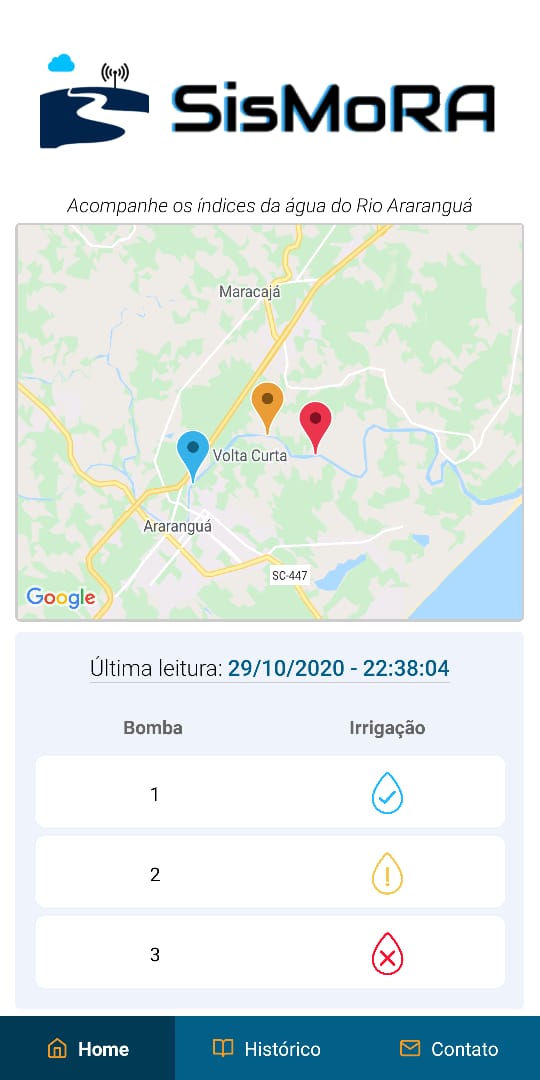 SisMoRA
Acompanhe os índices da água do Rio Araranguá
Maracajá
Volta Curta
Araranguá
SC-447
Google
Última leitura: 29/10/2020 - 22:38:04
Bomba Irrigação
1
2
3
Home Histórico Contato